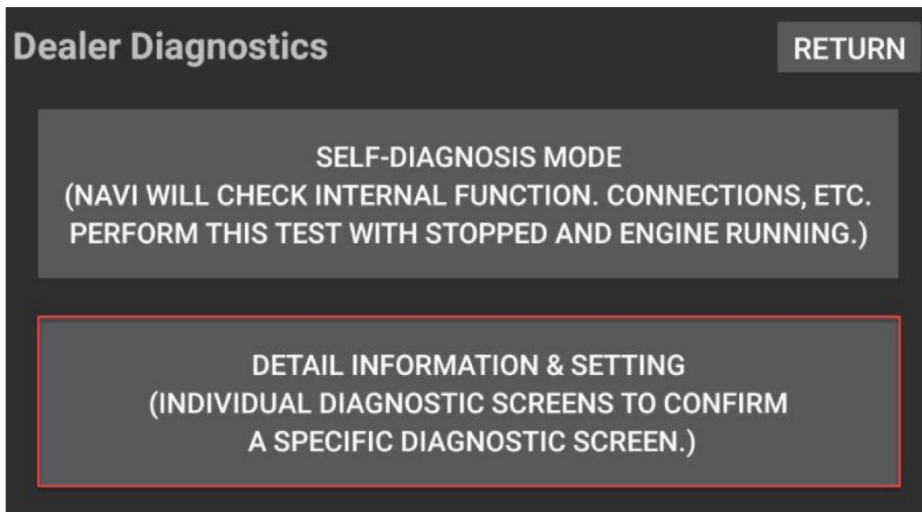 Dealer Diagnostics
RETURN
SELF-DIAGNOSIS MODE
(NAVI WILL CHECK INTERNAL FUNCTION. CONNECTIONS, ETC.
PERFORM THIS TEST WITH STOPPED AND ENGINE RUNNING.)
DETAIL INFORMATION & SETTING
(INDIVIDUAL DIAGNOSTIC SCREENS TO CONFIRM
A SPECIFIC DIAGNOSTIC SCREEN.)